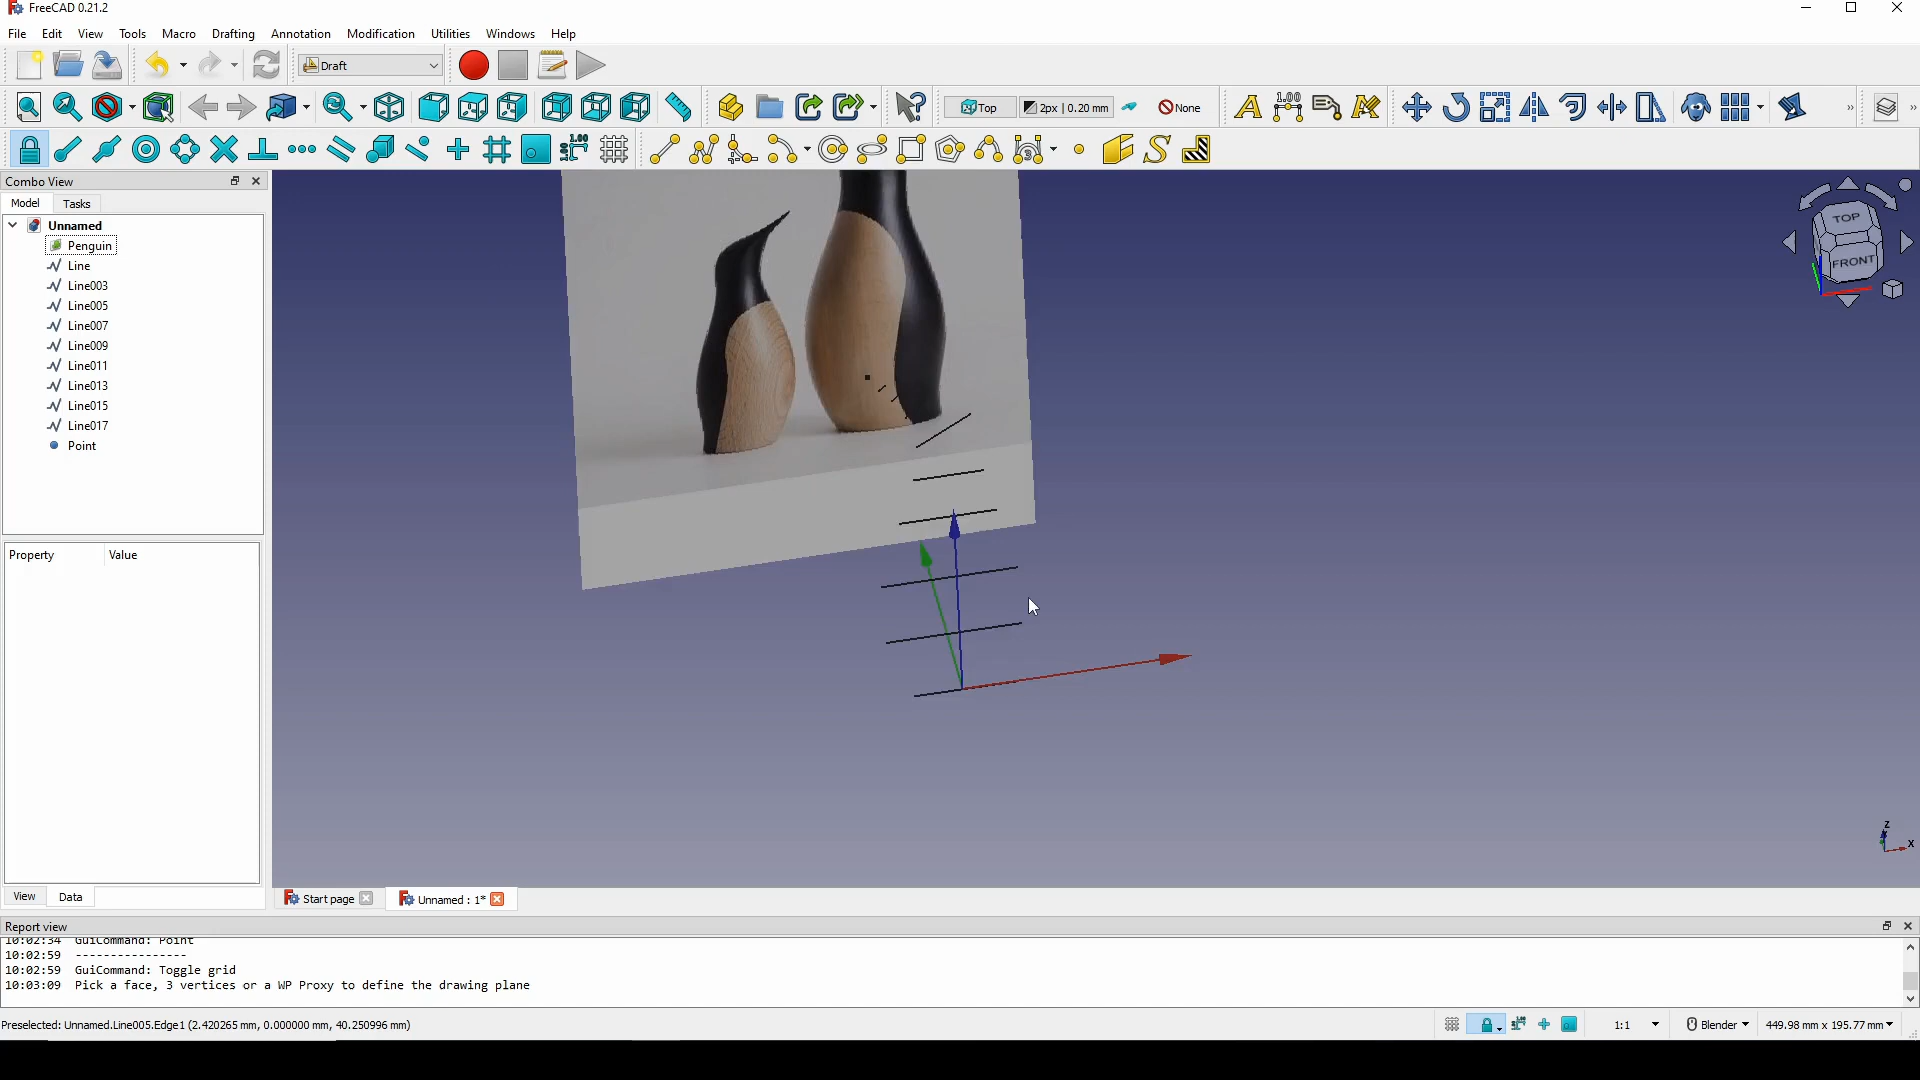 FreeCAD 0.21.2
File Edit View Tools Macro Drafting Annotation Modification Utilities Windows Help
Draft
Top 2px | 0.20 mm None
Combo View
Model Tasks
Unnamed
Penguin
Line
Line003
Line005
Line007
Line009
Line011
Line013
Line015
Line017
Point
Property Value
View Data
TOP
FRONT
Z
X
Start page Unnamed : 1*
Report view
10:02:34 GuiCommand: Point
10:02:59 ----------------
10:02:59 GuiCommand: Toggle grid
10:03:09 Pick a face, 3 vertices or a WP Proxy to define the drawing plane
Preselected: Unnamed.Line005.Edge1 (2.420265 mm, 0.000000 mm, 40.250996 mm)
1:1 Blender 449.98 mm x 195.77 mm